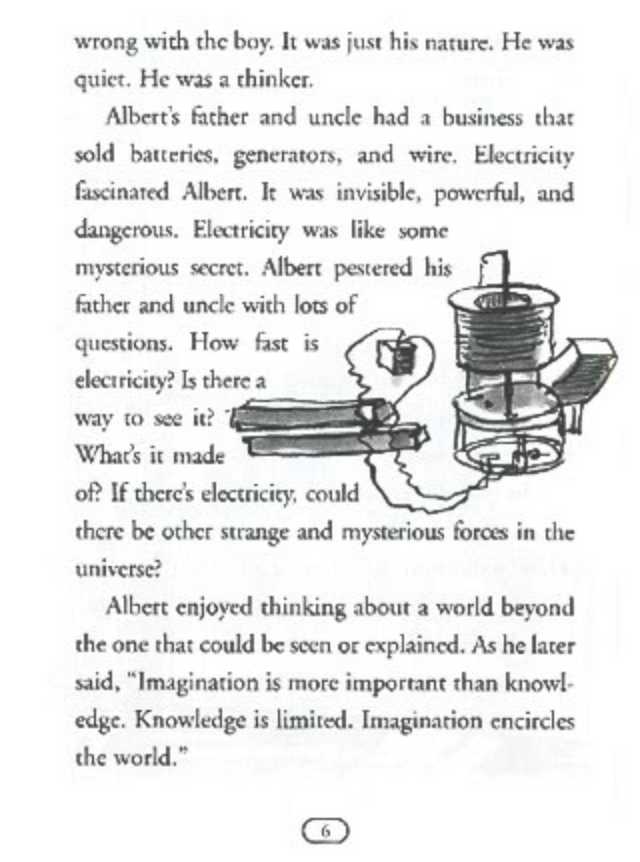 wrong with the boy. It was just his nature. He was
quiet. He was a thinker.
Albert's father and uncle had a business that
sold batteries, generators, and wire. Electricity
fascinated Albert. It was invisible, powerful, and
dangerous. Electricity was like some
mysterious secret. Albert pestered his
father and uncle with lots of
questions. How fast is
electricity? Is there a
way to see it?
What's it made
of? If there's electricity, could
there be other strange and mysterious forces in the
universe?
Albert enjoyed thinking about a world beyond
the one that could be seen or explained. As he later
said, "Imagination is more important than knowl-
edge. Knowledge is limited. Imagination encircles
the world."
6